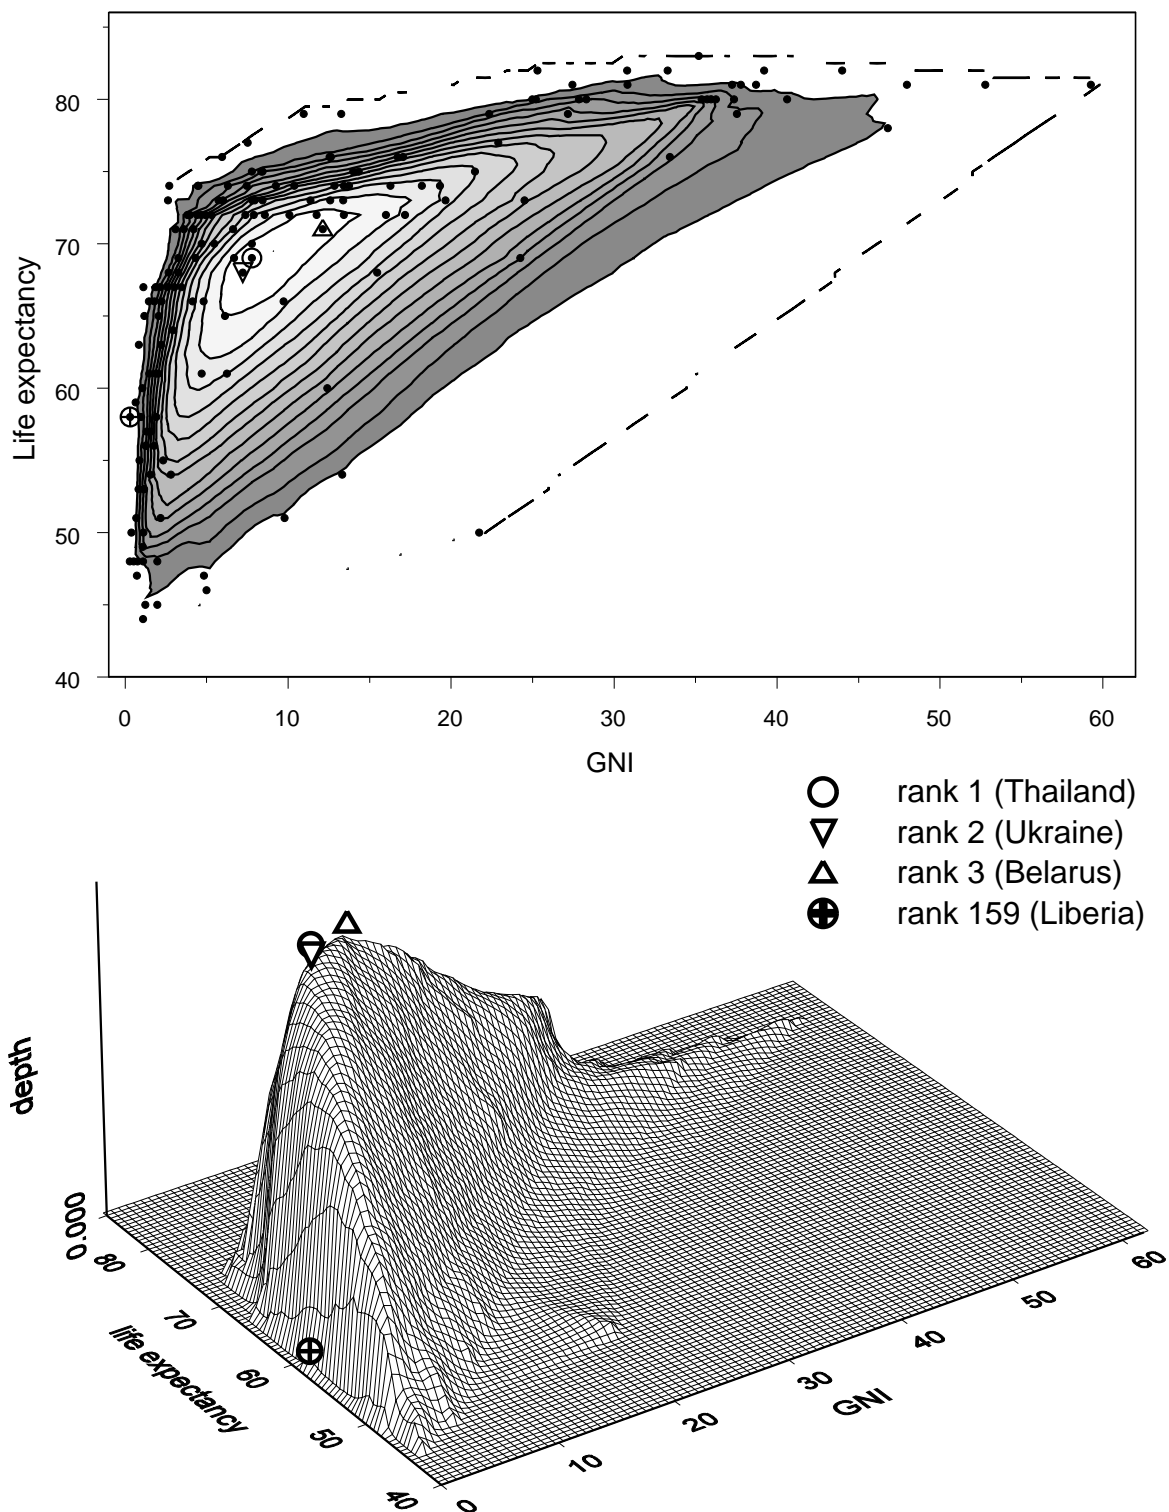 80
70
60
50
40
Life expectancy
0
10
20
30
40
50
60
GNI
rank 1 (Thailand)
rank 2 (Ukraine)
rank 3 (Belarus)
rank 159 (Liberia)
depth
0.000
80
70
60
50
40
life expectancy
0
10
20
30
40
50
60
GNI